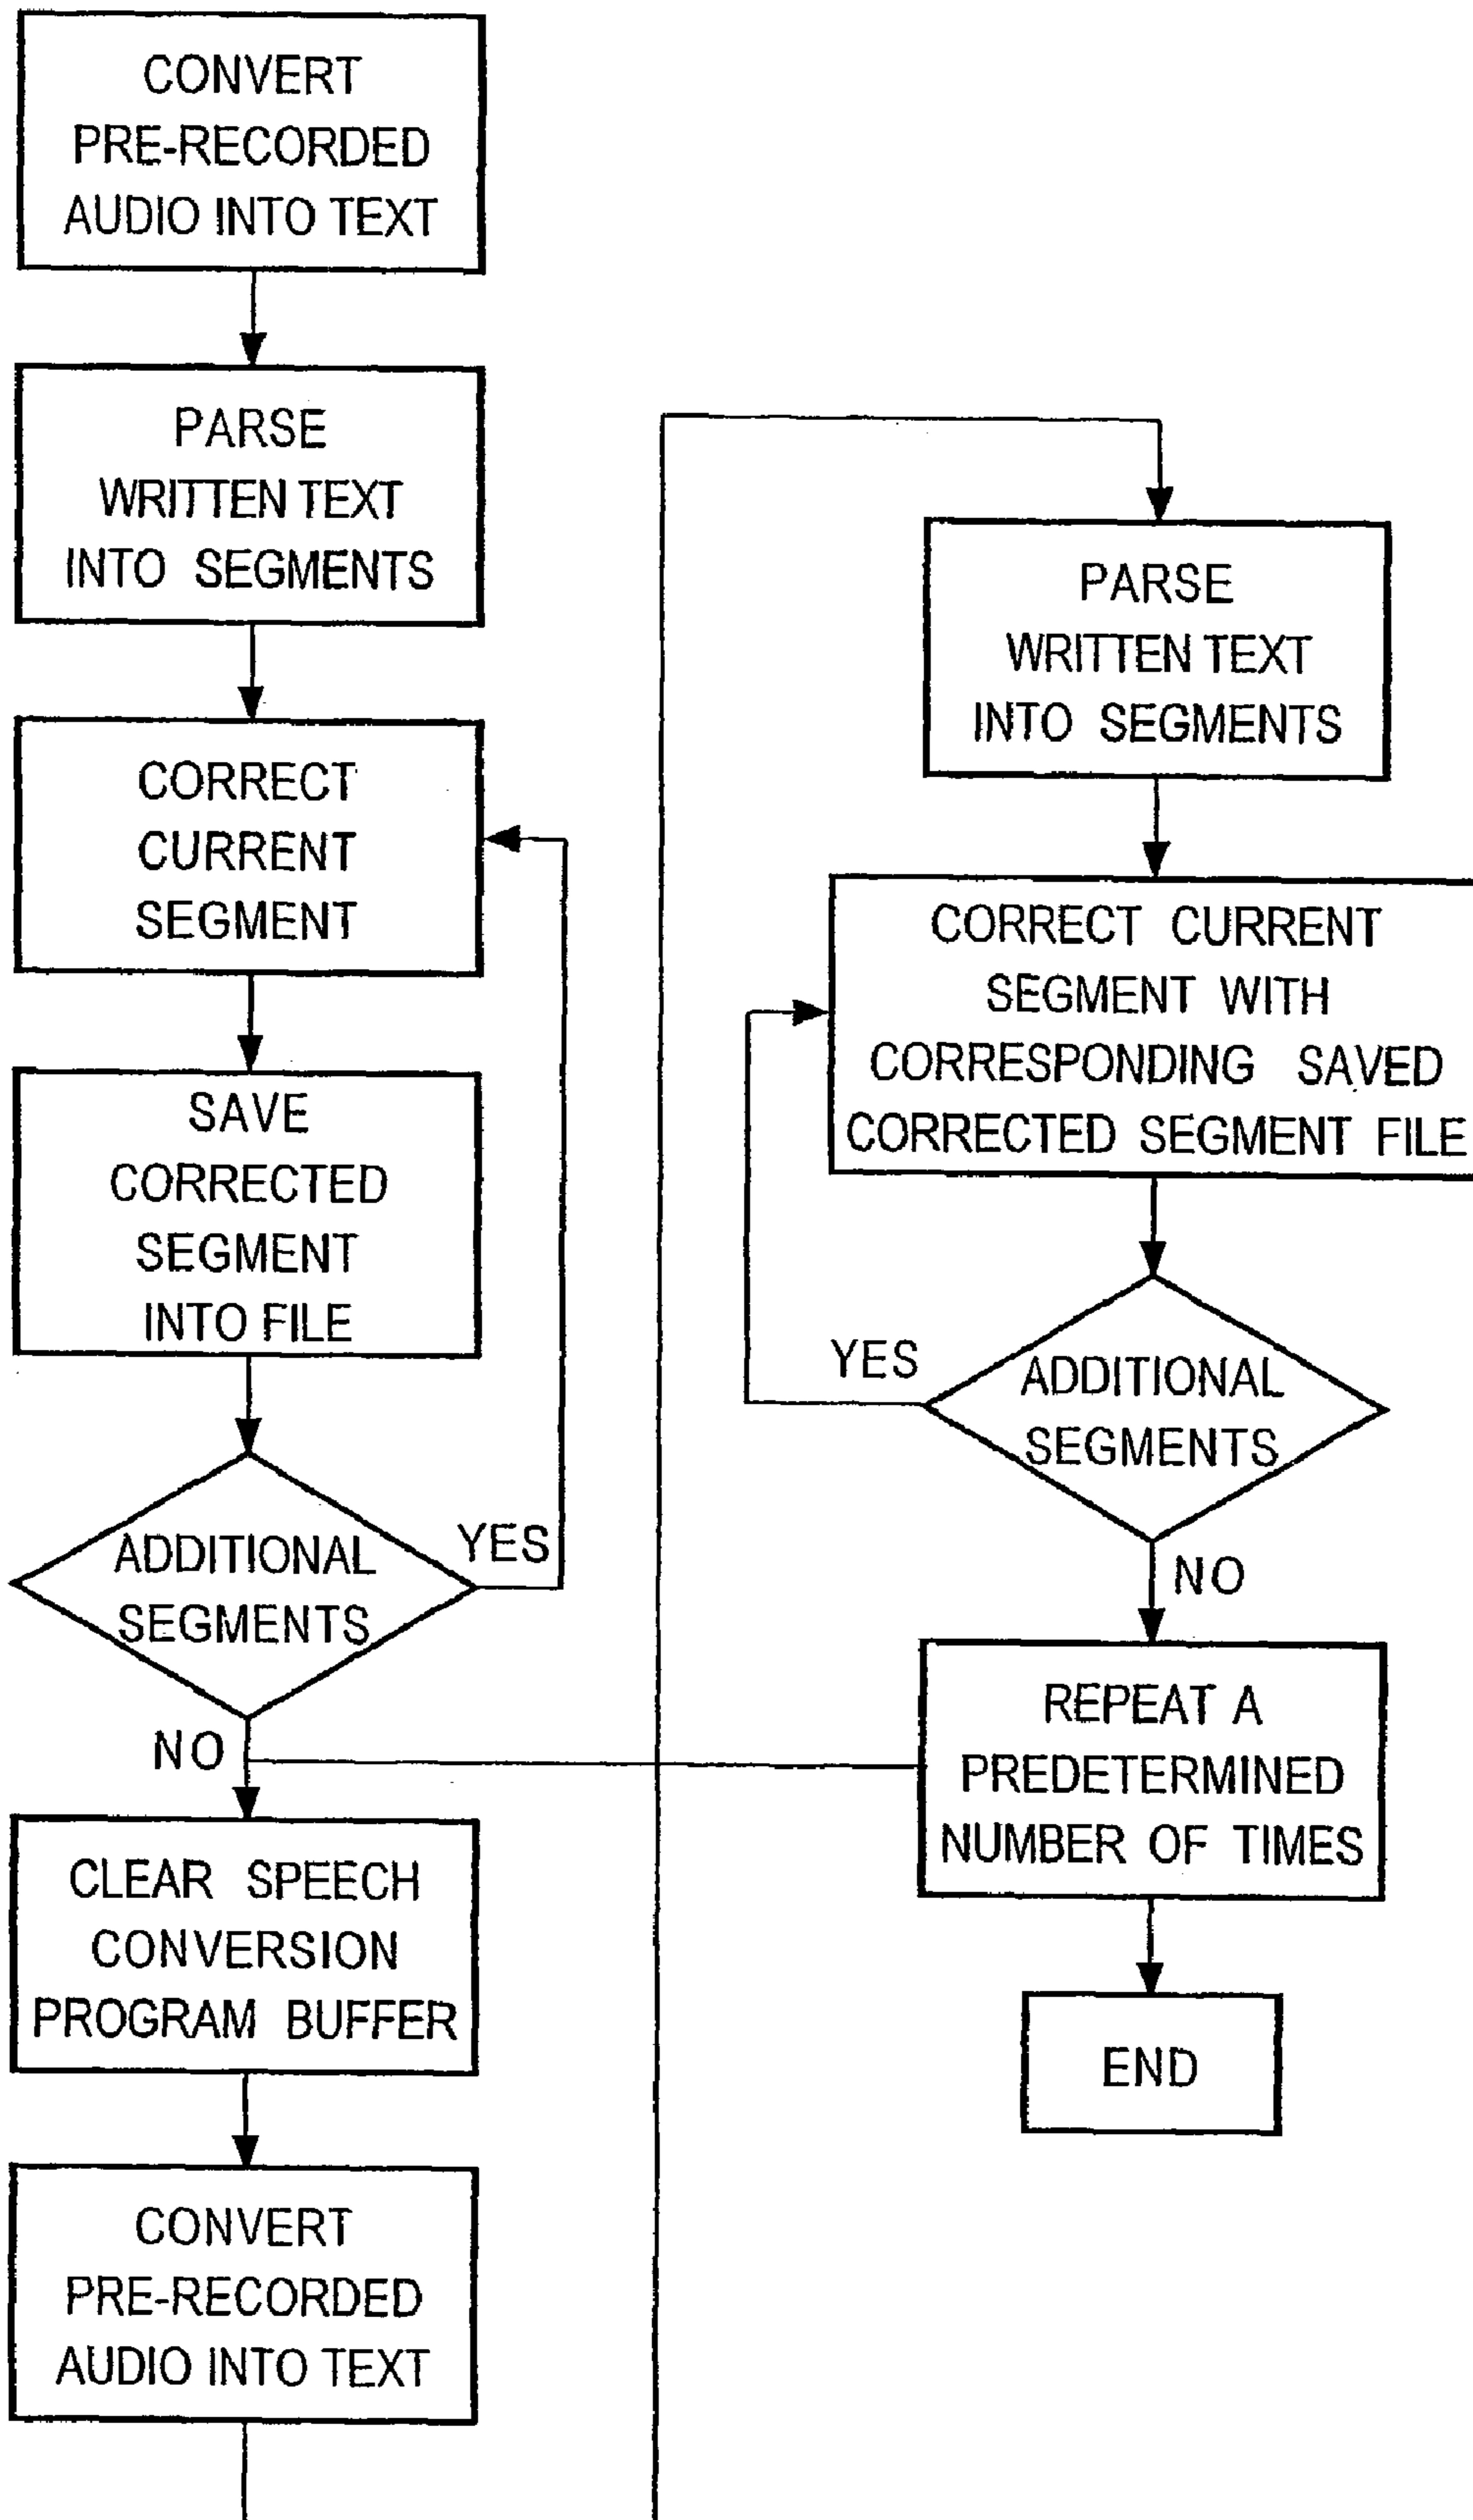 CONVERT
PRE-RECORDED
AUDIO INTO TEXT
PARSE
WRITTEN TEXT
INTO SEGMENTS
CORRECT
CURRENT
SEGMENT
SAVE
CORRECTED
SEGMENT
INTO FILE
ADDITIONAL
SEGMENTS
YES
NO
CLEAR SPEECH
CONVERSION
PROGRAM BUFFER
CONVERT
PRE-RECORDED
AUDIO INTO TEXT
PARSE
WRITTEN TEXT
INTO SEGMENTS
CORRECT CURRENT
SEGMENT WITH
CORRESPONDING SAVED
CORRECTED SEGMENT FILE
YES
ADDITIONAL
SEGMENTS
NO
REPEAT A
PREDETERMINED
NUMBER OF TIMES
END